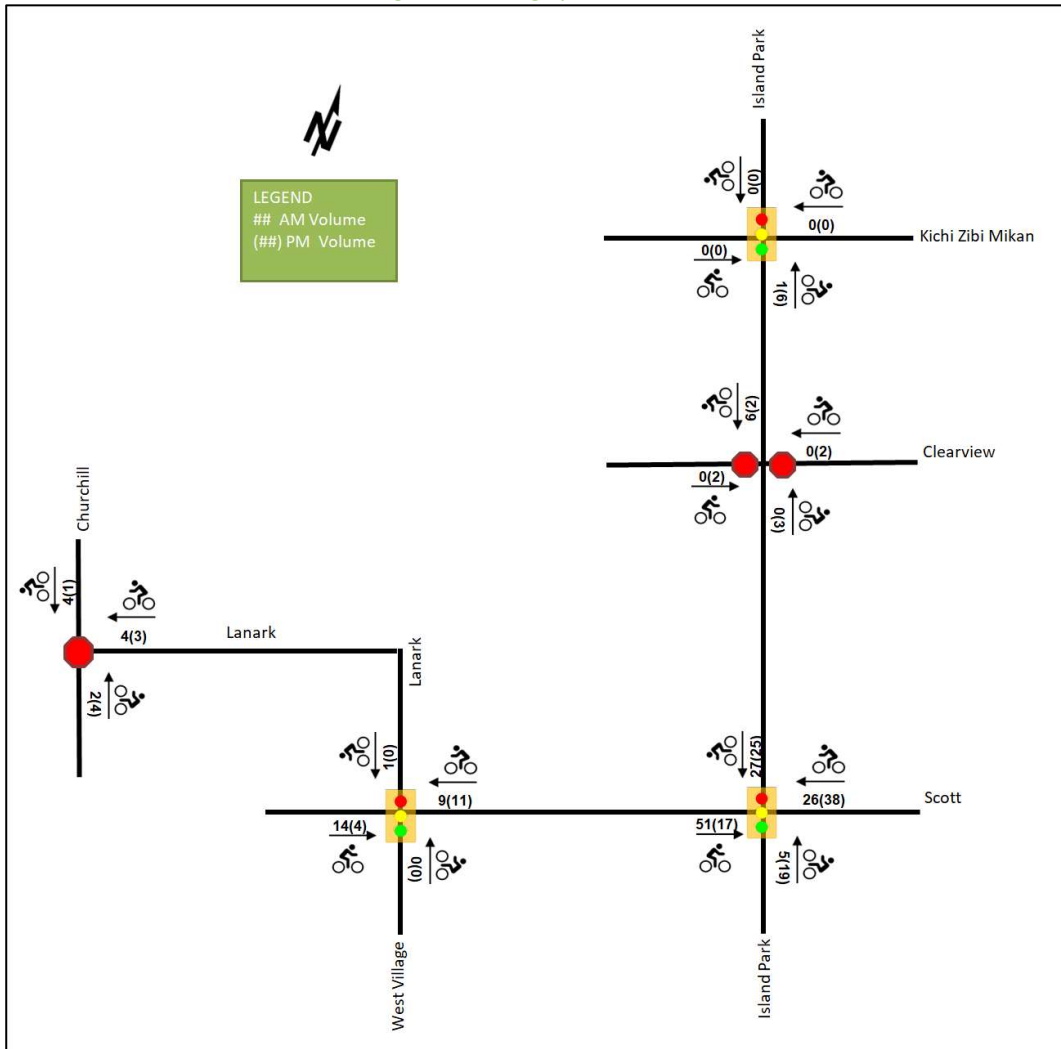 Island Park
0(0)
0(0)
Kichi Zibi Mikan
0(0)
1(6)
LEGEND
## AM Volume
(##) PM Volume
6(2)
0(2)
Clearview
0(2)
0(3)
Churchill
4(1)
4(3)
Lanark
2(4)
Lanark
1(0)
9(11)
14(4)
0(0)
West Village
27(25)
26(38)
Scott
51(17)
5(19)
Island Park